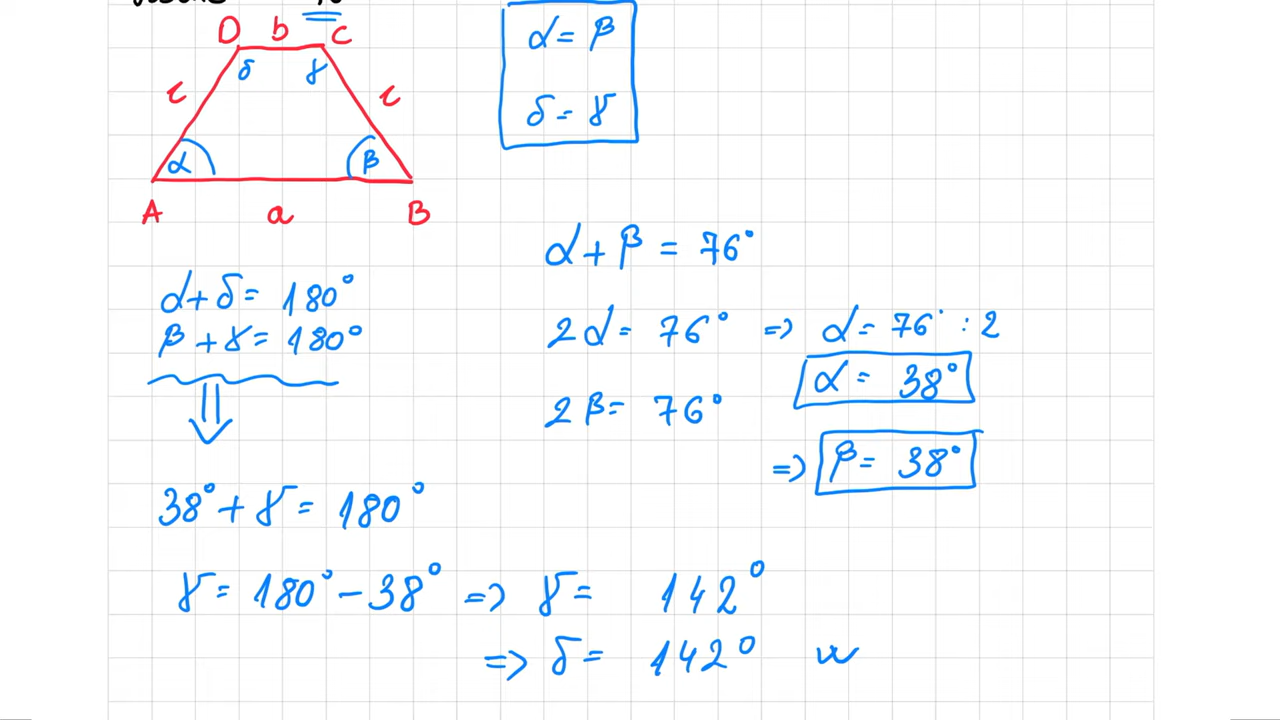 D b C
δ γ
c c
α β
A a B
α = β
δ = γ
α + β = 76°
α + δ = 180°
β + γ = 180°
2α = 76° => α = 76° : 2
α = 38°
2β = 76°
=> β = 38°
38° + γ = 180°
γ = 180° - 38° => γ = 142°
=> δ = 142°